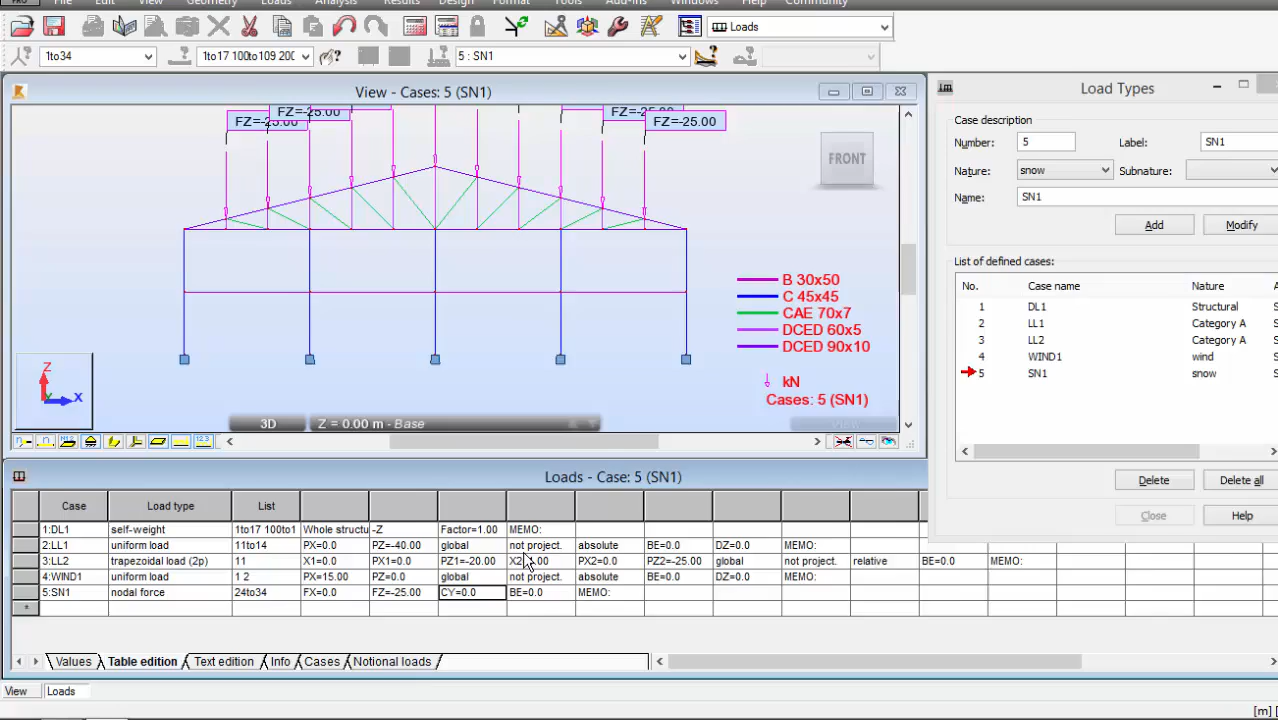 PRO File Edit View Geometry Loads Analysis Results Design Tools Format Tools Add-Ins Windows Community
Loads
1to34 1to17 100to109 200 5 : SN1
View - Cases: 5 (SN1)
FZ=-25.00 FZ=-25.00
FZ=-25.00
FZ=-25.00
FRONT
B 30x50
C 45x45
CAE 70x7
DCED 60x5
DCED 90x10
kN
Cases: 5 (SN1)
Z
X
3D Z = 0.00 m - Base
Load Types
Case description
Number: 5 Label: SN1
Nature: snow Subnature:
Name: SN1
Add Modify
List of defined cases:
No. Case name Nature
1 DL1 Structural
2 LL1 Category A
3 LL2 Category A
4 WIND1 wind
5 SN1 snow
Delete Delete all
Close Help
Loads - Case: 5 (SN1)
Case Load type List
1:DL1 self-weight 1to17 100to1 Whole structu -Z Factor=1.00 MEMO:
2:LL1 uniform load 11to14 PX=0.0 PZ=-40.00 global not project. absolute BE=0.0 DZ=0.0 MEMO:
3:LL2 trapezoidal load (2p) 11 X1=0.0 PX1=0.0 PZ1=-20.00 PX2=0.0 PZ2=-25.00 global not project. relative BE=0.0 MEMO:
4:WIND1 uniform load 1 2 PX=15.00 PZ=0.0 global not project. absolute BE=0.0 DZ=0.0 MEMO:
5:SN1 nodal force 24to34 FX=0.0 FZ=-25.00 CY=0.0 BE=0.0 MEMO:
*
Values Table edition Text edition Info Cases Notional loads
View Loads
[m]